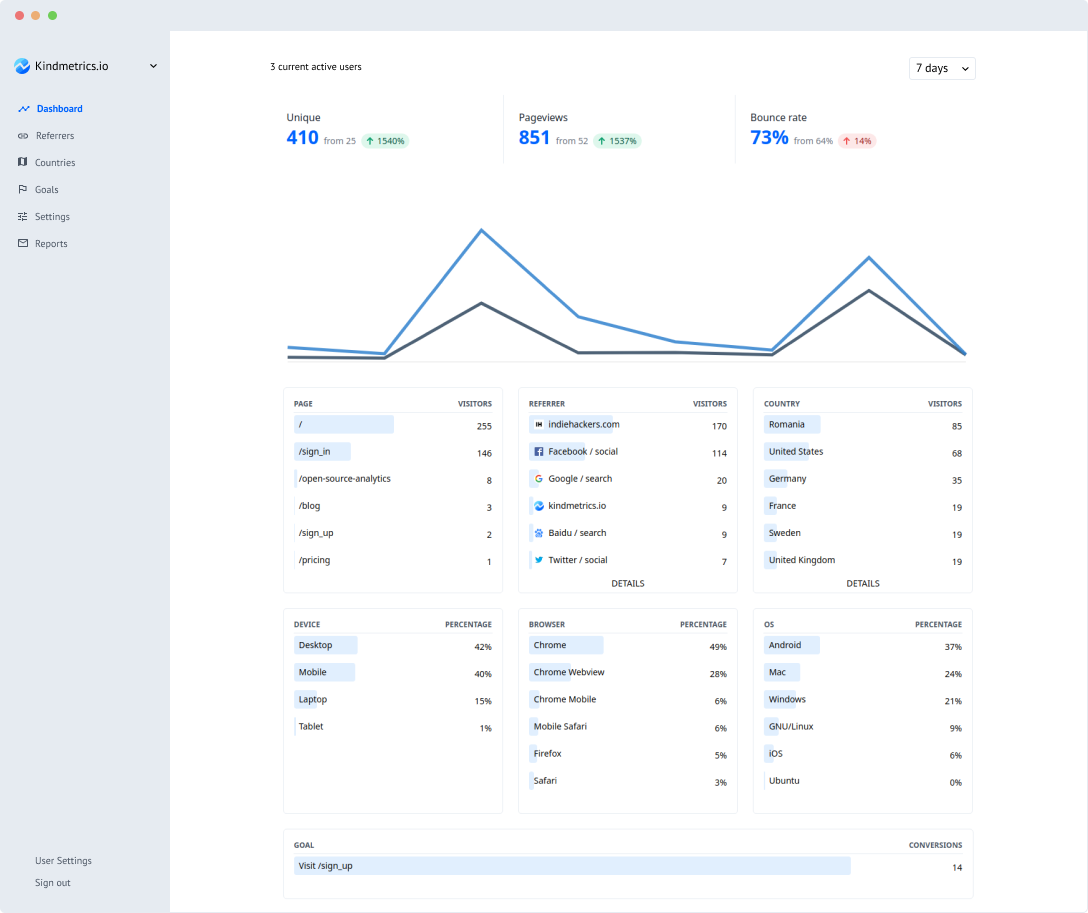 Kindmetrics.io
Dashboard
Referrers
Countries
Goals
Settings
Reports
User Settings
Sign out
3 current active users
7 days
Unique
410 from 25 ↑ 1540%
Pageviews
851 from 52 ↑ 1537%
Bounce rate
73% from 64% ↑ 14%
PAGE VISITORS
/ 255
/sign_in 146
/open-source-analytics 8
/blog 3
/sign_up 2
/pricing 1
REFERRER VISITORS
IH indiehackers.com 170
Facebook / social 114
Google / search 20
kindmetrics.io 9
Baidu / search 9
Twitter / social 7
DETAILS
COUNTRY VISITORS
Romania 85
United States 68
Germany 35
France 19
Sweden 19
United Kingdom 19
DETAILS
DEVICE PERCENTAGE
Desktop 42%
Mobile 40%
Laptop 15%
Tablet 1%
BROWSER PERCENTAGE
Chrome 49%
Chrome Webview 28%
Chrome Mobile 6%
Mobile Safari 6%
Firefox 5%
Safari 3%
OS PERCENTAGE
Android 37%
Mac 24%
Windows 21%
GNU/Linux 9%
iOS 6%
Ubuntu 0%
GOAL CONVERSIONS
Visit /sign_up 14